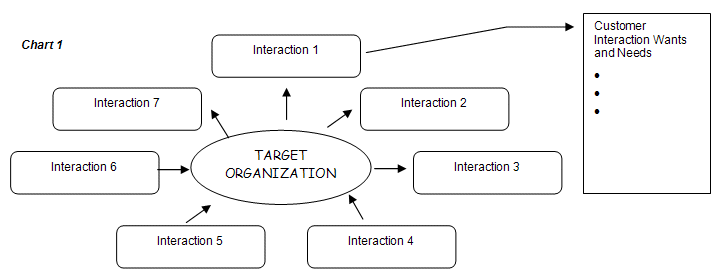 Chart 1
Interaction 1
Customer
Interaction Wants
and Needs
•
•
•
Interaction 7
Interaction 2
TARGET
ORGANIZATION
Interaction 6
Interaction 3
Interaction 5
Interaction 4